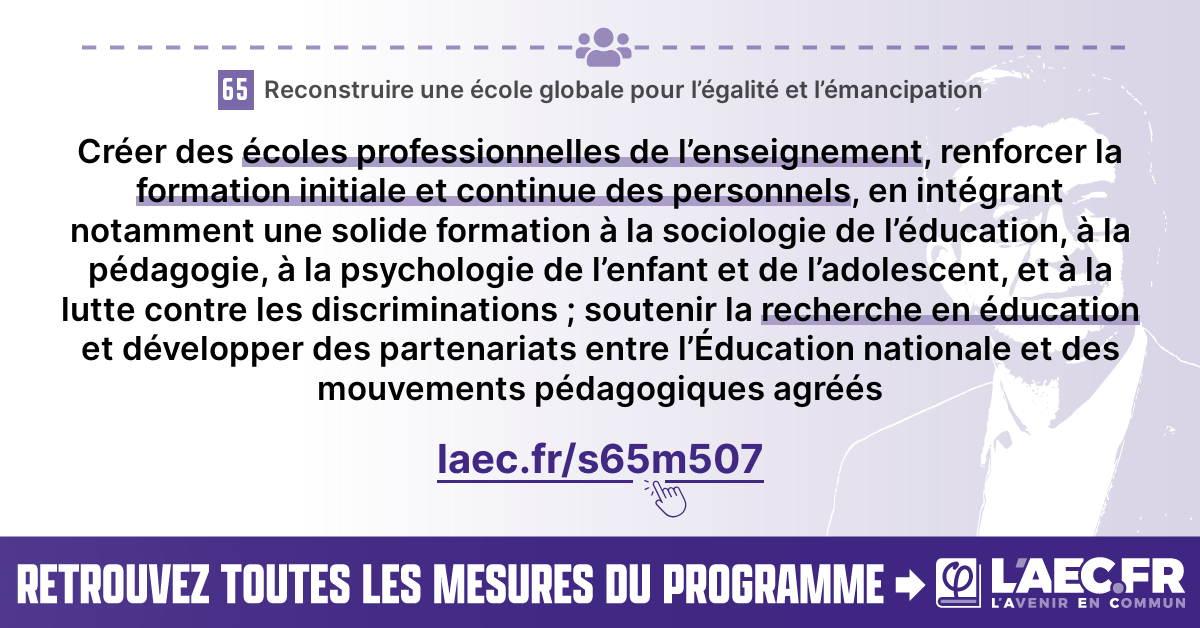 65 Reconstruire une école globale pour l’égalité et l’émancipation
Créer des écoles professionnelles de l’enseignement, renforcer la
formation initiale et continue des personnels, en intégrant
notamment une solide formation à la sociologie de l’éducation, à la
pédagogie, à la psychologie de l’enfant et de l’adolescent, et à la
lutte contre les discriminations ; soutenir la recherche en éducation
et développer des partenariats entre l’Éducation nationale et des
mouvements pédagogiques agréés
laec.fr/s65m507
RETROUVEZ TOUTES LES MESURES DU PROGRAMME
φ L’AEC.FR
L’AVENIR EN COMMUN